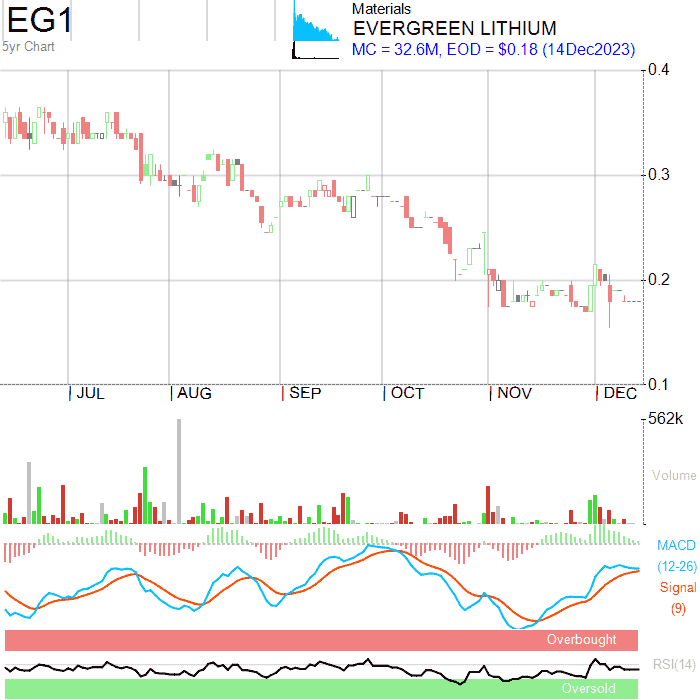 EG1
5yr Chart
Materials
EVERGREEN LITHIUM
MC = 32.6M, EOD = $0.18 (14Dec2023)
0.4
0.3
0.2
0.1
JUL AUG SEP OCT NOV DEC
562k
Volume
MACD
(12-26)
Signal
(9)
Overbought
RSI(14)
Oversold